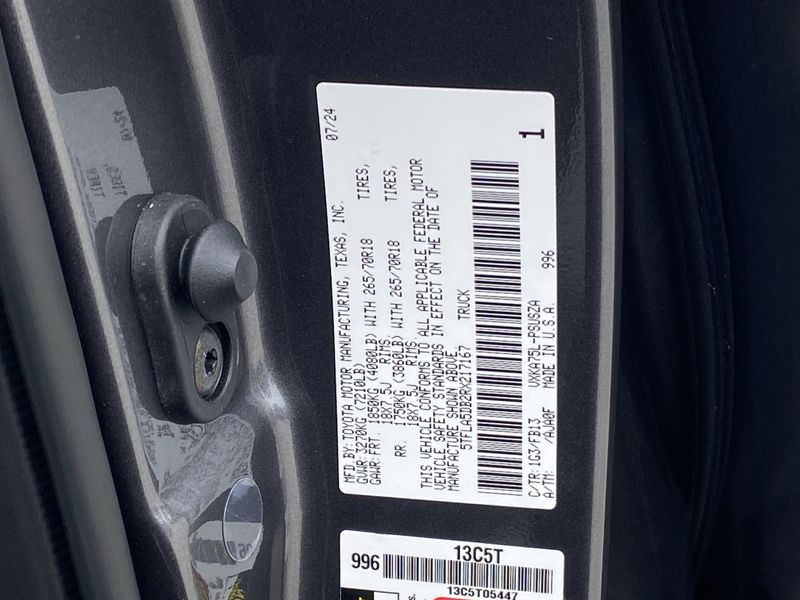 07/24
MFD BY:TOYOTA MOTOR MANUFACTURING, TEXAS, INC.
GVWR:3270KG (7210LB)
GAWR:FRT. 1850KG (4080LB) WITH 265/70R18 TIRES,
18X7.5J RIMS,
RR. 1750KG (3860LB) WITH 265/70R18 TIRES,
18X7.5J RIMS
THIS VEHICLE CONFORMS TO ALL APPLICABLE FEDERAL MOTOR
VEHICLE SAFETY STANDARDS IN EFFECT ON THE DATE OF
MANUFACTURE SHOWN ABOVE.
5TFLA5DB2RX217167 TRUCK
1
C/TR:1G3/FB13 VXKA75L-PSUSZA 996
A/TM: /AJA0F MADE IN U.S.A.
13C5T
996
13C5T05447